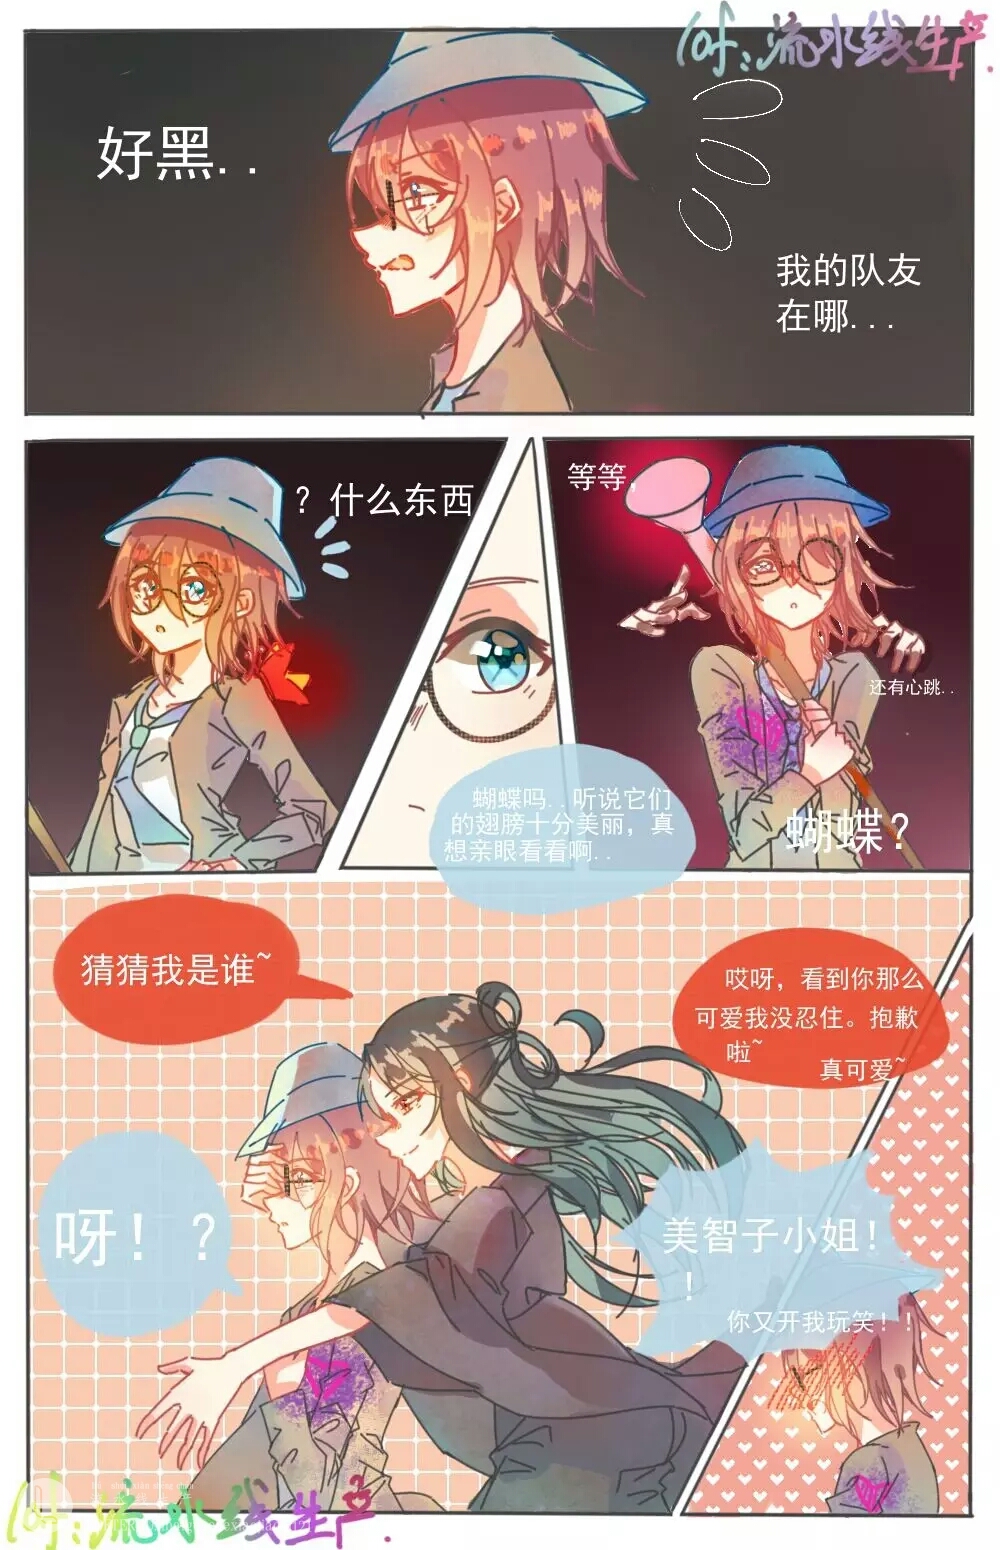 时:流水线生产.
好黑..
我的队友
在哪...
?什么东西
等等,
还有心跳..
蝴蝶?
蝴蝶吗..听说它们
的翅膀十分美丽,真
想亲眼看看啊..
猜猜我是谁~
哎呀,看到你那么
可爱我没忍住。抱歉
啦~
真可爱~
呀!?
美智子小姐!
!
你又开我玩笑!!
时:流水线生产.